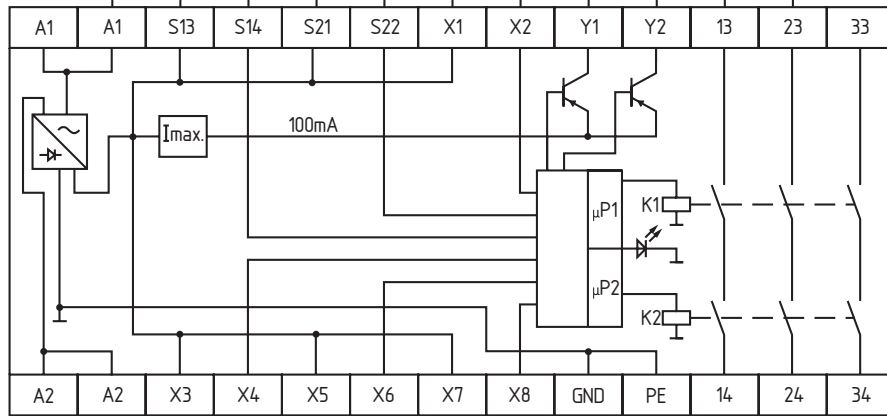 A1 A1 S13 S14 S21 S22 X1 X2 Y1 Y2 13 23 33
Imax.
100mA
µP1
K1
µP2
K2
A2 A2 X3 X4 X5 X6 X7 X8 GND PE 14 24 34